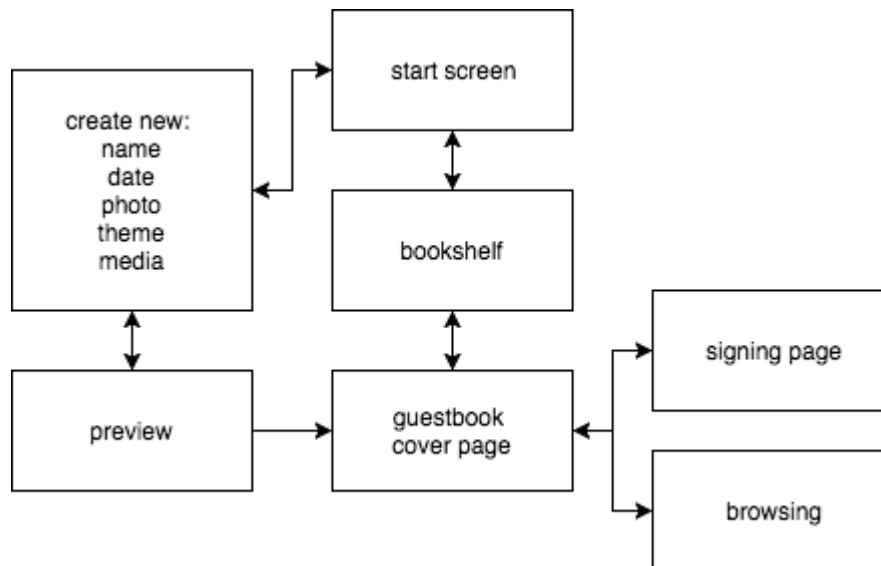 start screen
create new:
name
date
photo
theme
media
bookshelf
signing page
preview
guestbook
cover page
browsing